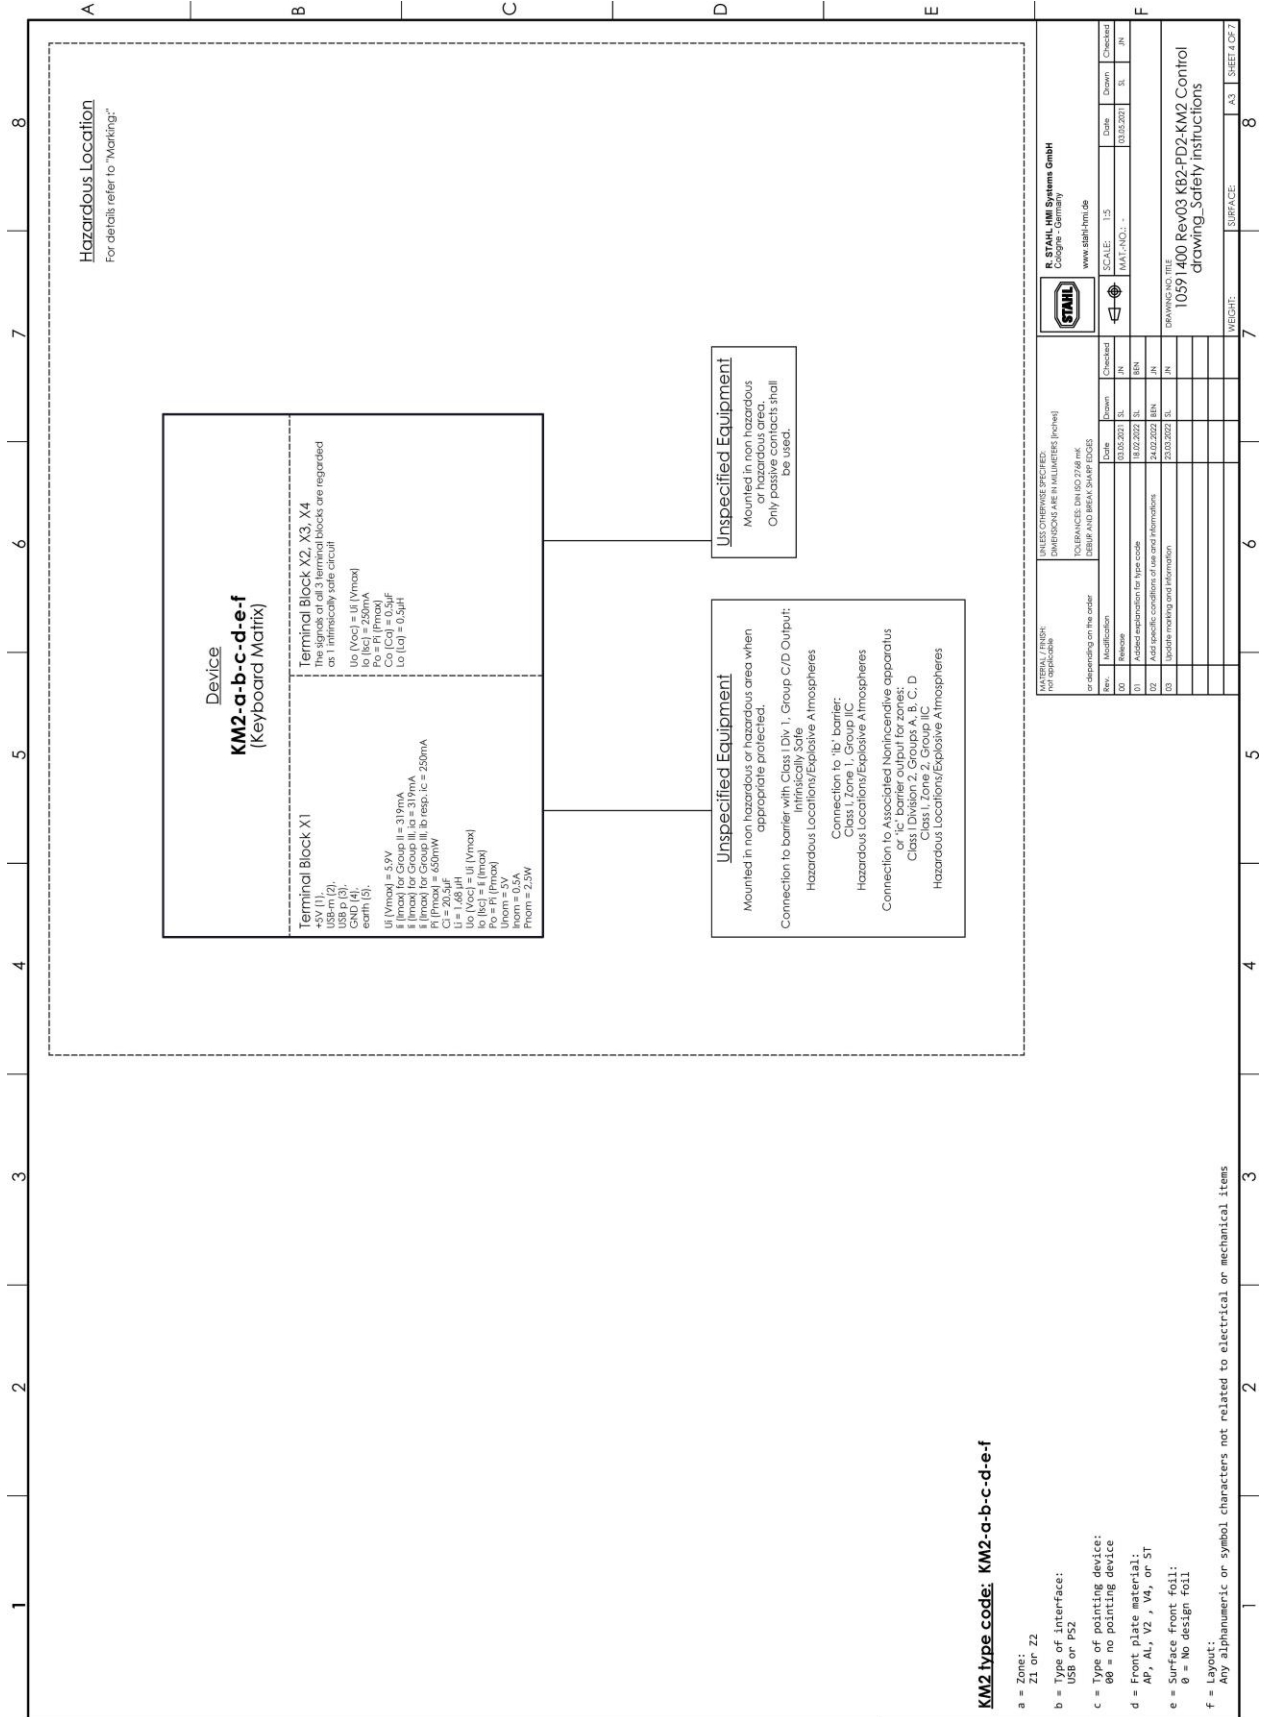 1
2
3
4
5
6
7
8
A
B
C
D
E
F
Hazardous Location
For details refer to "Marking:"
Device
KM2-a-b-c-d-e-f
(Keyboard Matrix)
Terminal Block X1
+5V (1),
USB-m (2),
USB p (3),
GND (4),
earth (5),
Ui (Vmax) = 5.9V
Ii (Imax) for Group II = 319mA
Ii (Imax) for Group III, ia = 319mA
Ii (Imax) for Group III, ib resp. ic = 250mA
Pi (Pmax) = 650mW
Ci = 20,5µF
Li = 1,68 µH
Uo (Voc) = Ui (Vmax)
Io (Isc) = Ii (Imax)
Po = Pi (Pmax)
Unom = 5V
Inom = 0.5A
Pnom = 2.5W
Terminal Block X2, X3, X4
The signals at all 3 terminal blocks are regarded
as 1 intrinsically safe circuit
Uo (Voc) = Ui (Vmax)
Io (Isc) = 250mA
Po = Pi (Pmax)
Co (Ca) = 0,5µF
Lo (La) = 0,5µH
Unspecified Equipment
Mounted in non hazardous or hazardous area when
appropriate protected.
Connection to barrier with Class I Div 1, Group C/D Output:
Intrinsically Safe
Hazardous Locations/Explosive Atmospheres
Connection to 'ib' barrier:
Class I, Zone 1, Group IIC
Hazardous Locations/Explosive Atmospheres
Connection to Associated Nonincendive apparatus
or 'ic' barrier output for zones:
Class I Division 2, Groups A, B, C, D
Class I, Zone 2, Group IIC
Hazardous Locations/Explosive Atmospheres
Unspecified Equipment
Mounted in non hazardous
or hazardous area.
Only passive contacts shall
be used.
KM2 type code: KM2-a-b-c-d-e-f
a = Zone:
Z1 or Z2
b = Type of interface:
USB or PS2
c = Type of pointing device:
00 = no pointing device
d = Front plate material:
AP, AL, V2 , V4, or ST
e = Surface front foil:
0 = No design foil
f = Layout:
Any alphanumeric or symbol characters not related to electrical or mechanical items
MATERIAL / FINISH:
not applicable
or depending on the order
UNLESS OTHERWISE SPECIFIED:
DIMENSIONS ARE IN MILLIMETERS [inches]
TOLERANCES: DIN ISO 2768 mK
DEBUR AND BREAK SHARP EDGES
STAHL
R. STAHL HMI Systems GmbH
Cologne - Germany
www.stahl-hmi.de
Rev. Modification Date Drawn Checked
00 Release 03.05.2021 SL JN
01 Added explanation for type code 18.02.2022 SL BEN
02 Add specific conditions of use and informations 24.02.2022 BEN JN
03 Update marking and information 23.03.2022 SL JN
SCALE: 1:5 Date Drawn Checked
MAT.-NO.: - 03.05.2021 SL JN
DRAWING NO. TITLE
10591400 Rev03 KB2-PD2-KM2 Control
drawing_Safety instructions
WEIGHT: SURFACE: A3 SHEET 4 OF 7
1
2
3
4
5
6
7
8